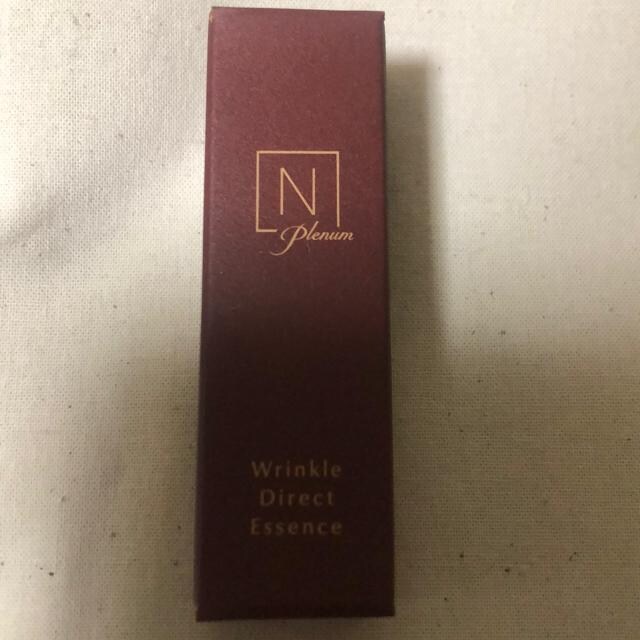 N
Plenum
Wrinkle
Direct
Essence